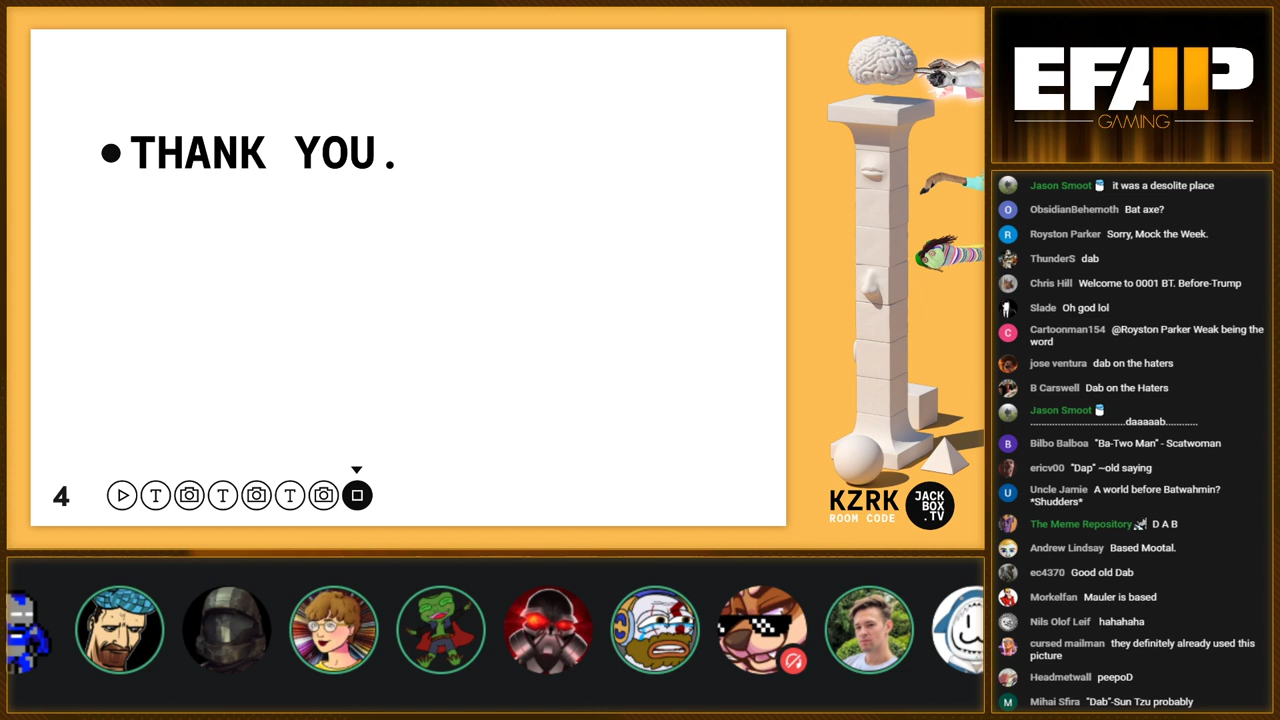 ● THANK YOU.
4
T
T
T
KZRK
ROOM CODE
JACK
BOX
.TV
EFAP
GAMING
Jason Smoot it was a desolite place
O
ObsidianBehemoth Bat axe?
R
Royston Parker Sorry, Mock the Week.
ThunderS dab
Chris Hill Welcome to 0001 BT. Before-Trump
Slade Oh god lol
C
Cartoonman154 @Royston Parker Weak being the
word
jose ventura dab on the haters
B Carswell Dab on the Haters
Jason Smoot
..................................daaaaab...........
B
Bilbo Balboa "Ba-Two Man" - Scatwoman
ericv00 "Dap" ~old saying
U
Uncle Jamie A world before Batwahmin?
*Shudders*
The Meme Repository D A B
Andrew Lindsay Based Mootal.
ec4370 Good old Dab
Morkelfan Mauler is based
Nils Olof Leif hahahaha
cursed mailman they definitely already used this
picture
Headmetwall peepoD
M
Mihai Sfira "Dab"-Sun Tzu probably